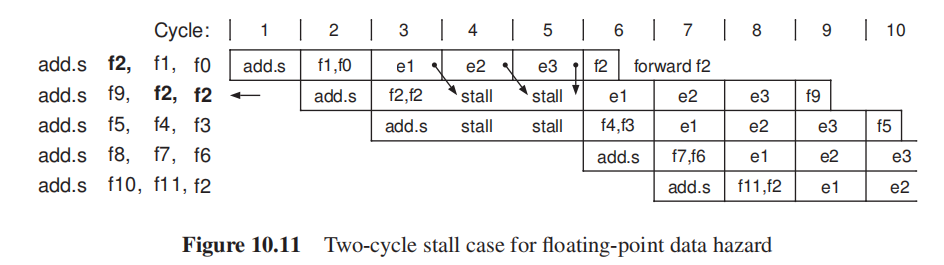 Cycle: | 1 | 2 | 3 | 4 | 5 | 6 | 7 | 8 | 9 | 10
add.s f2, f1, f0 add.s f1,f0 e1 e2 e3 f2 forward f2
add.s f9, f2, f2 add.s f2,f2 stall stall e1 e2 e3 f9
add.s f5, f4, f3 add.s stall stall f4,f3 e1 e2 e3 f5
add.s f8, f7, f6 add.s f7,f6 e1 e2 e3
add.s f10, f11, f2 add.s f11,f2 e1 e2
Figure 10.11 Two-cycle stall case for floating-point data hazard